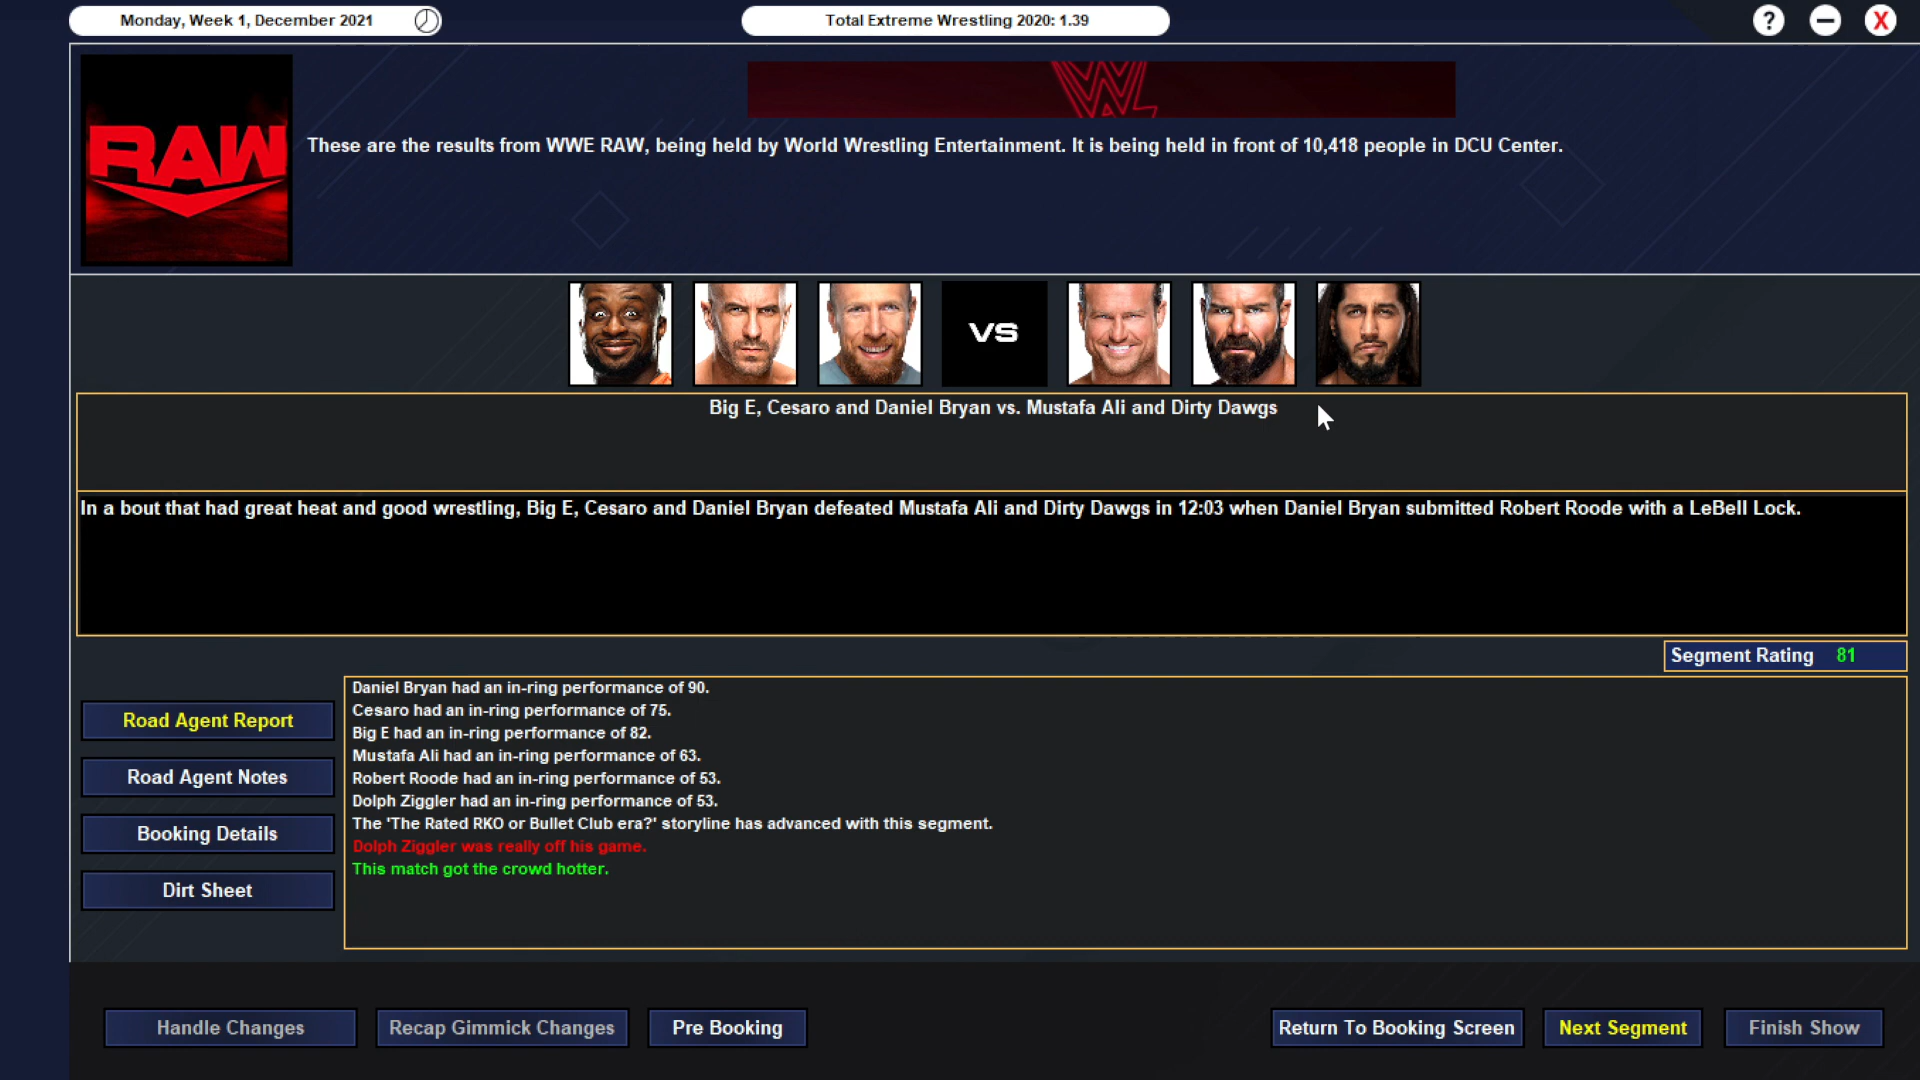 Monday, Week 1, December 2021
Total Extreme Wrestling 2020: 1.39
?
X
RAW
These are the results from WWE RAW, being held by World Wrestling Entertainment. It is being held in front of 10,418 people in DCU Center.
VS
Big E, Cesaro and Daniel Bryan vs. Mustafa Ali and Dirty Dawgs
In a bout that had great heat and good wrestling, Big E, Cesaro and Daniel Bryan defeated Mustafa Ali and Dirty Dawgs in 12:03 when Daniel Bryan submitted Robert Roode with a LeBell Lock.
Segment Rating 81
Road Agent Report
Road Agent Notes
Booking Details
Dirt Sheet
Daniel Bryan had an in-ring performance of 90.
Cesaro had an in-ring performance of 75.
Big E had an in-ring performance of 82.
Mustafa Ali had an in-ring performance of 63.
Robert Roode had an in-ring performance of 53.
Dolph Ziggler had an in-ring performance of 53.
The 'The Rated RKO or Bullet Club era?' storyline has advanced with this segment.
Dolph Ziggler was really off his game.
This match got the crowd hotter.
Handle Changes
Recap Gimmick Changes
Pre Booking
Return To Booking Screen
Next Segment
Finish Show